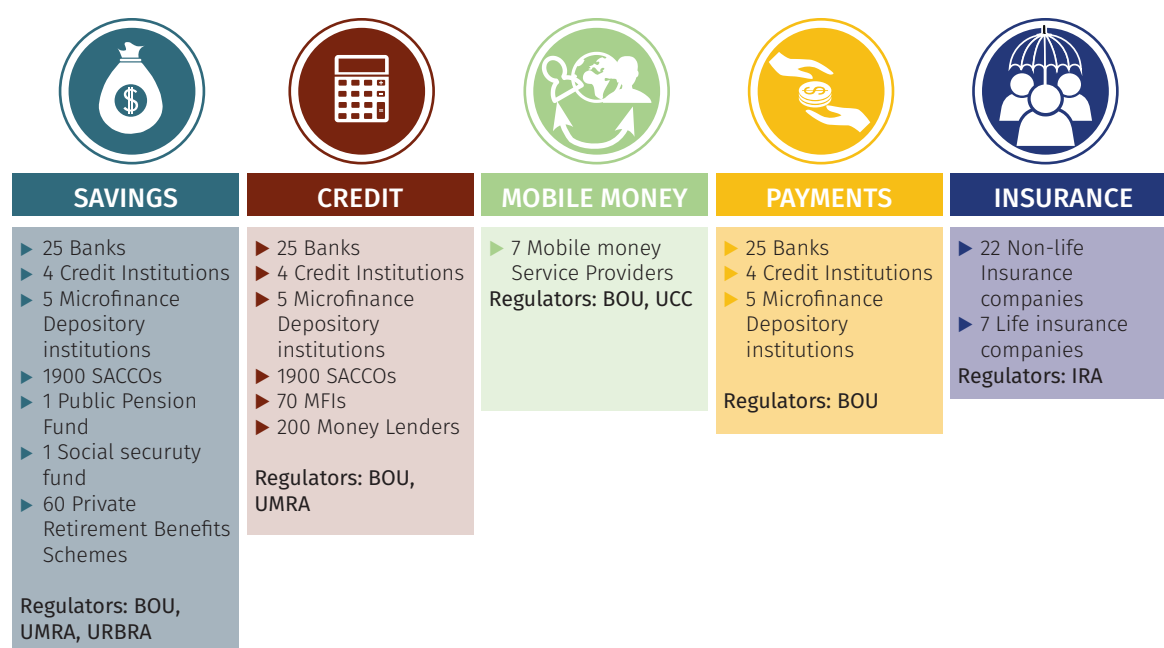 SAVINGS
25 Banks
4 Credit Institutions
5 Microfinance
Depository
institutions
1900 SACCOs
1 Public Pension
Fund
1 Social securuty
fund
60 Private
Retirement Benefits
Schemes
Regulators: BOU,
UMRA, URBRA
CREDIT
25 Banks
4 Credit Institutions
5 Microfinance
Depository
institutions
1900 SACCOs
70 MFIs
200 Money Lenders
Regulators: BOU,
UMRA
MOBILE MONEY
7 Mobile money
Service Providers
Regulators: BOU, UCC
PAYMENTS
25 Banks
4 Credit Institutions
5 Microfinance
Depository
institutions
Regulators: BOU
INSURANCE
22 Non-life
Insurance
companies
7 Life insurance
companies
Regulators: IRA